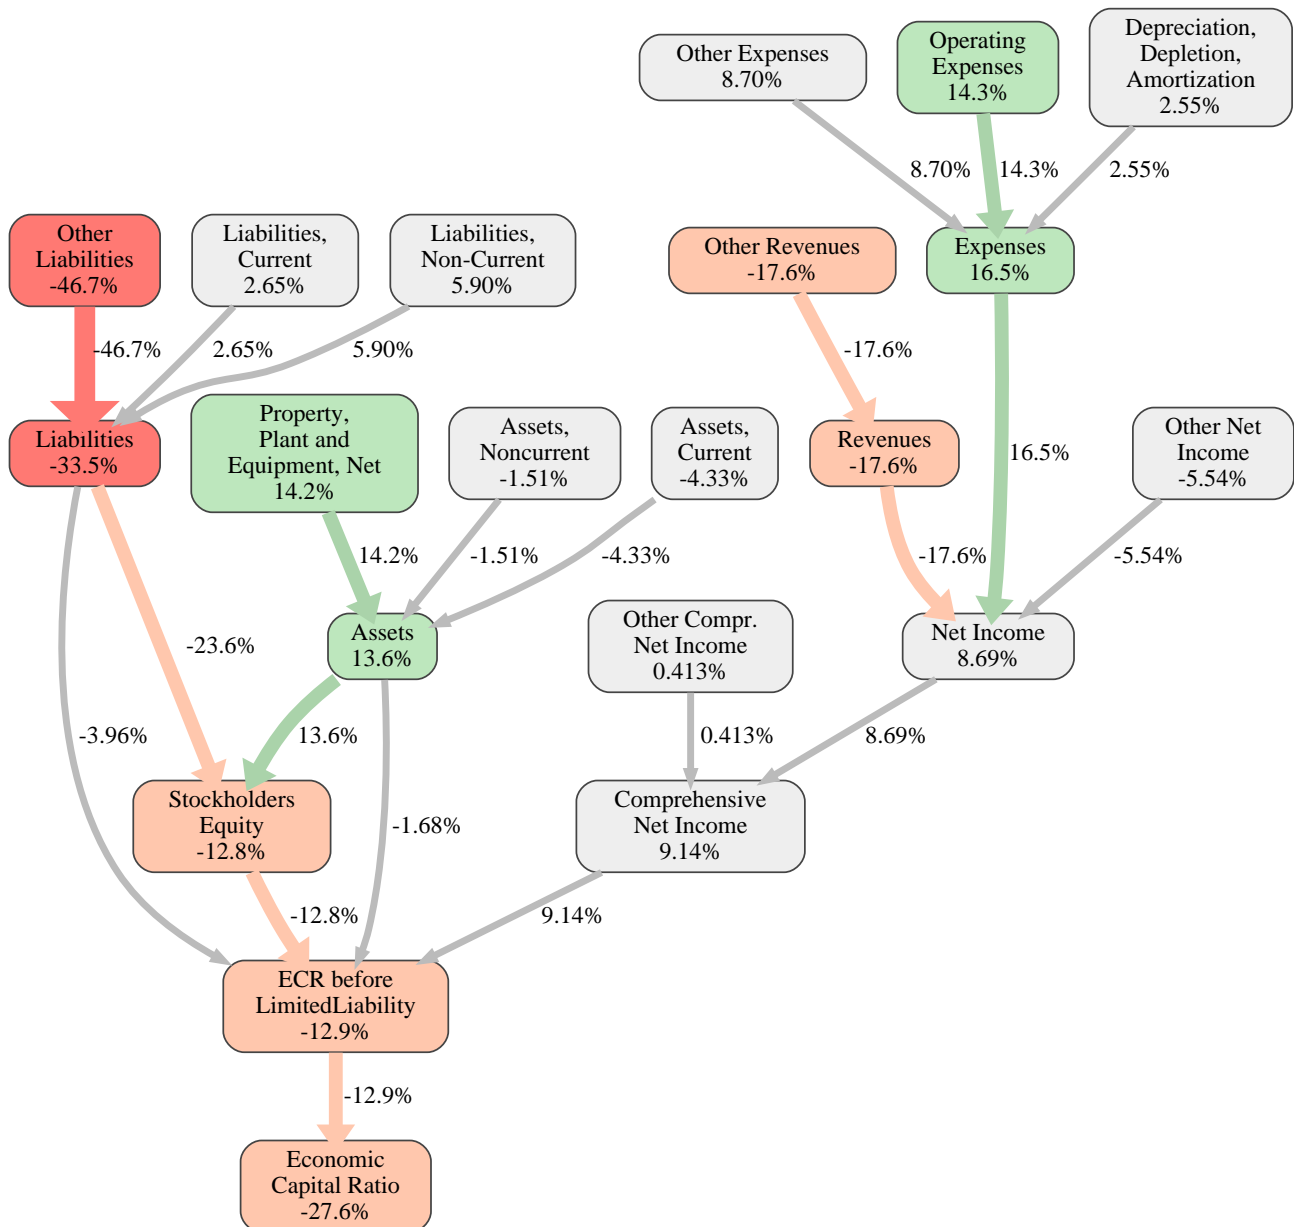 Other Expenses
8.70%
Operating
Expenses
14.3%
Depreciation,
Depletion,
Amortization
2.55%
8.70%
14.3%
2.55%
Other
Liabilities
-46.7%
Liabilities,
Current
2.65%
Liabilities,
Non-Current
5.90%
Other Revenues
-17.6%
Expenses
16.5%
-46.7%
2.65%
5.90%
-17.6%
Liabilities
-33.5%
Property,
Plant and
Equipment, Net
14.2%
Assets,
Noncurrent
-1.51%
Assets,
Current
-4.33%
Revenues
-17.6%
16.5%
Other Net
Income
-5.54%
14.2%
-1.51%
-4.33%
-17.6%
-5.54%
-23.6%
Assets
13.6%
Other Compr.
Net Income
0.413%
Net Income
8.69%
-3.96%
13.6%
0.413%
8.69%
Stockholders
Equity
-12.8%
-1.68%
Comprehensive
Net Income
9.14%
-12.8%
9.14%
ECR before
LimitedLiability
-12.9%
-12.9%
Economic
Capital Ratio
-27.6%